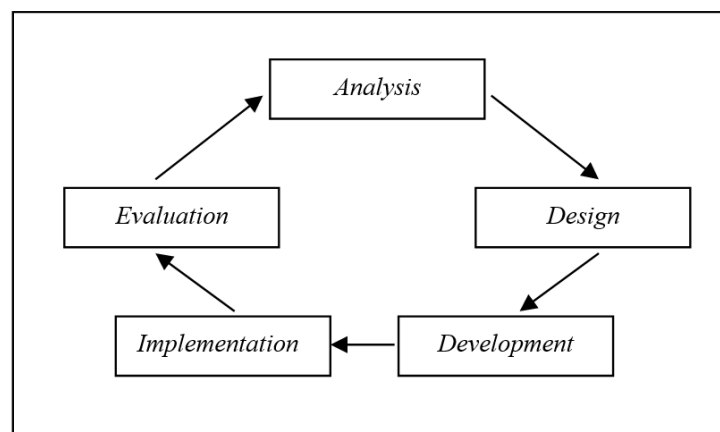 Analysis
Evaluation
Design
Implementation
Development